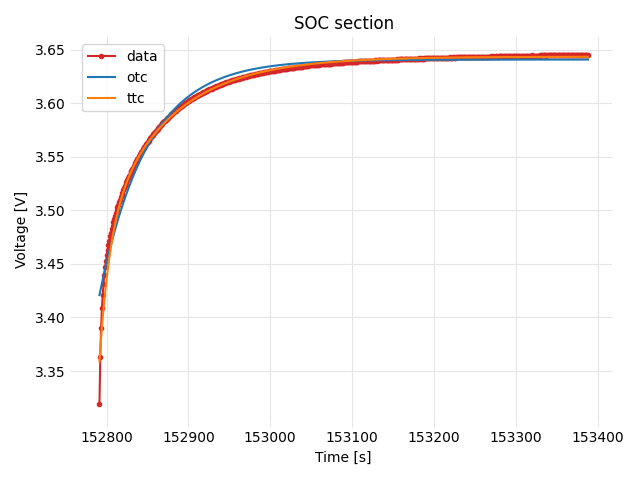 SOC section
data
otc
ttc
3.65
3.60
3.55
3.50
3.45
3.40
3.35
Voltage [V]
152800 152900 153000 153100 153200 153300 153400
Time [s]